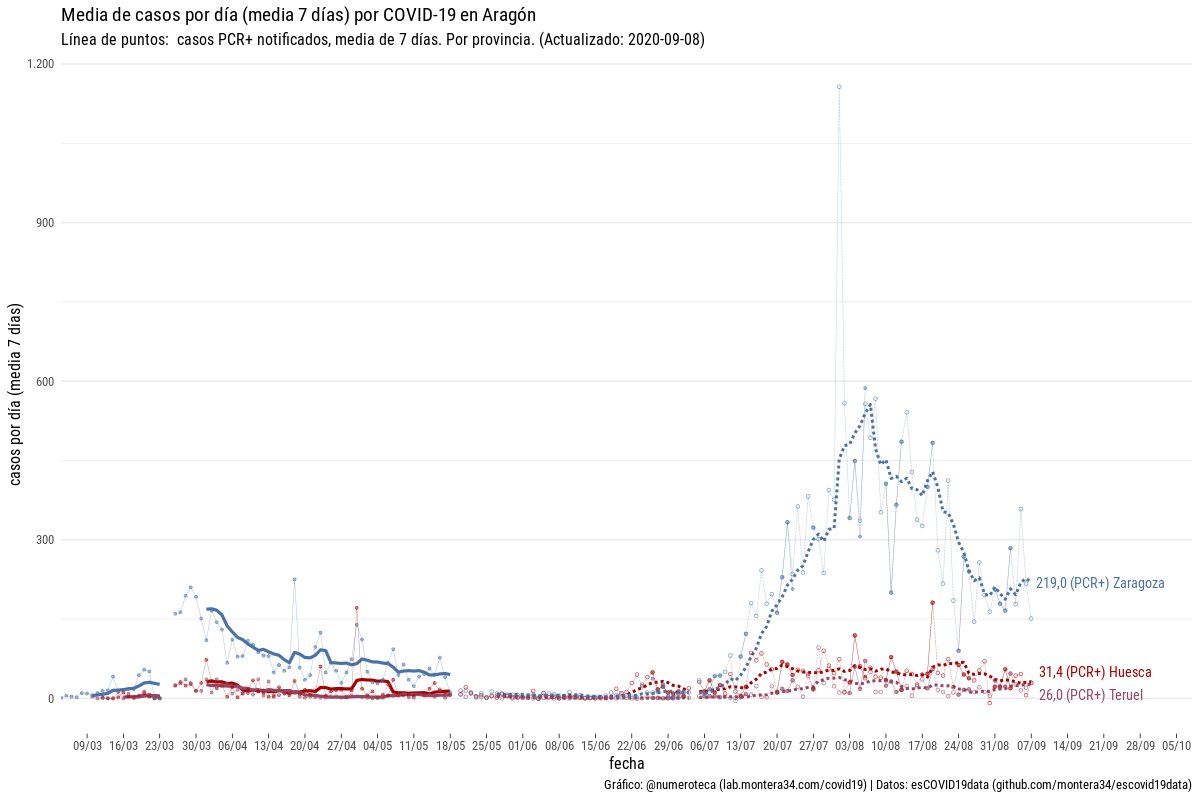 Media de casos por día (media 7 días) por COVID-19 en Aragón
Línea de puntos:  casos PCR+ notificados, media de 7 días. Por provincia. (Actualizado: 2020-09-08)
casos por día (media 7 días)
1.200
900
600
300
0
219,0 (PCR+) Zaragoza
31,4 (PCR+) Huesca
26,0 (PCR+) Teruel
09/03 16/03 23/03 30/03 06/04 13/04 20/04 27/04 04/05 11/05 18/05 25/05 01/06 08/06 15/06 22/06 29/06 06/07 13/07 20/07 27/07 03/08 10/08 17/08 24/08 31/08 07/09 14/09 21/09 28/09 05/10
fecha
Gráfico: @numeroteca (lab.montera34.com/covid19) | Datos: esCOVID19data (github.com/montera34/escovid19data)